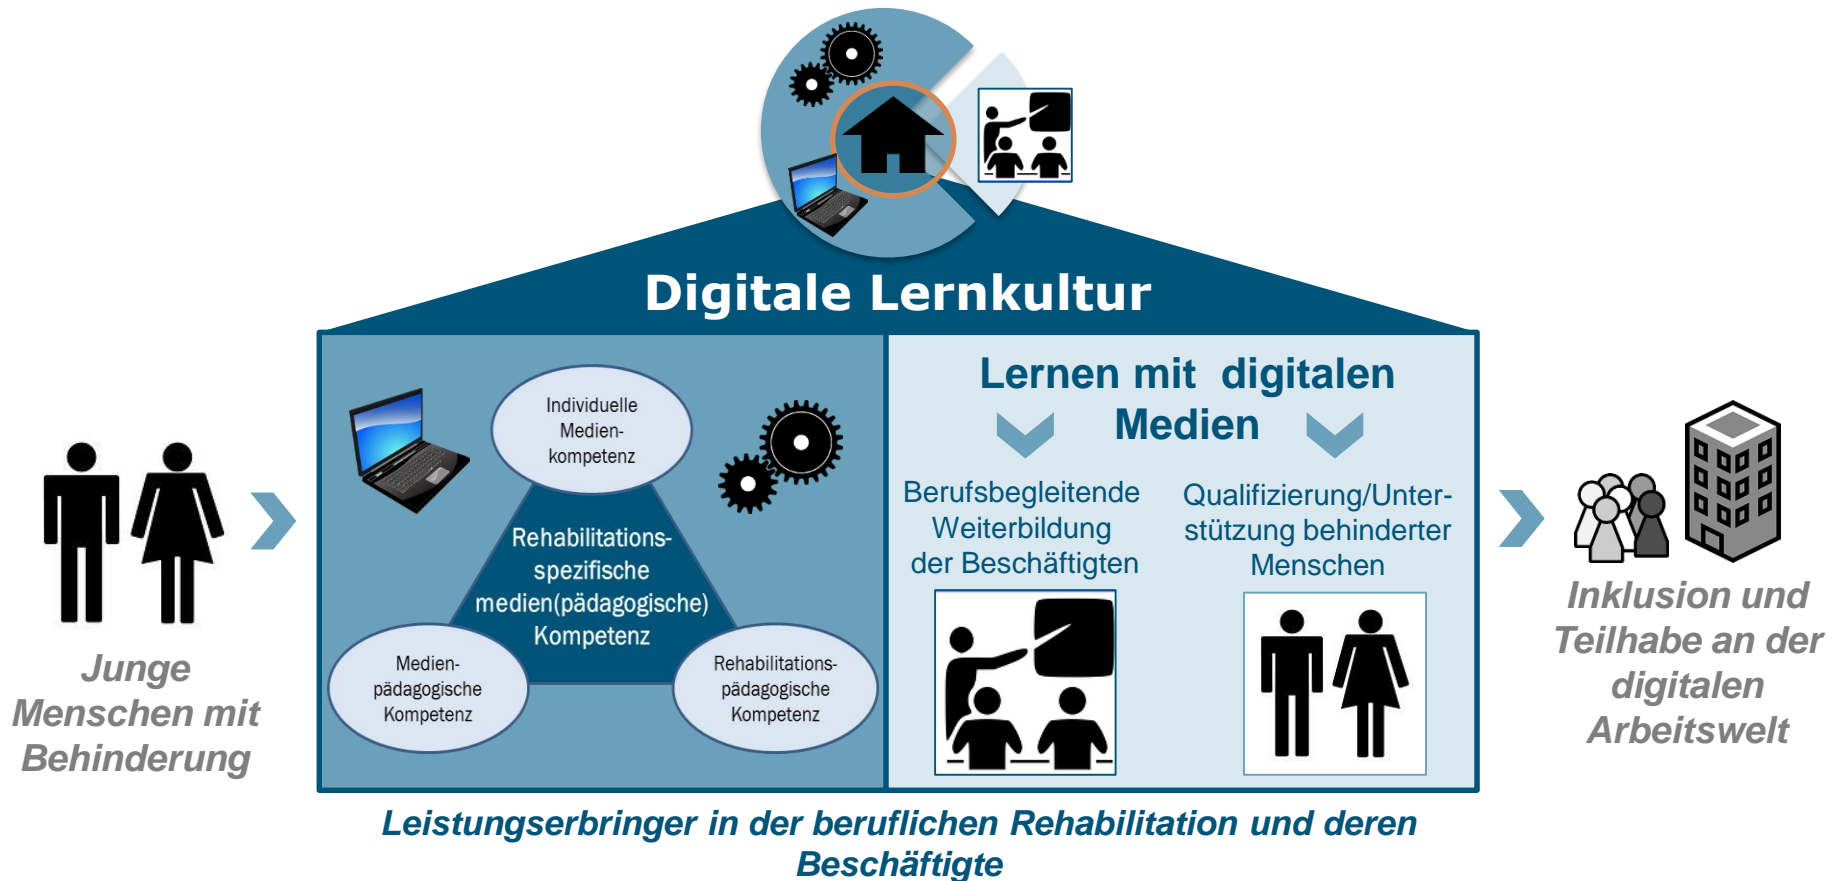 Digitale Lernkultur
Junge
Menschen mit
Behinderung
Individuelle
Medien-
kompetenz
Rehabilitations-
spezifische
medien(pädagogische)
Kompetenz
Medien-
pädagogische
Kompetenz
Rehabilitations-
pädagogische
Kompetenz
Lernen mit digitalen
Medien
Berufsbegleitende
Weiterbildung
der Beschäftigten
Qualifizierung/Unter-
stützung behinderter
Menschen
Inklusion und
Teilhabe an der
digitalen
Arbeitswelt
Leistungserbringer in der beruflichen Rehabilitation und deren
Beschäftigte